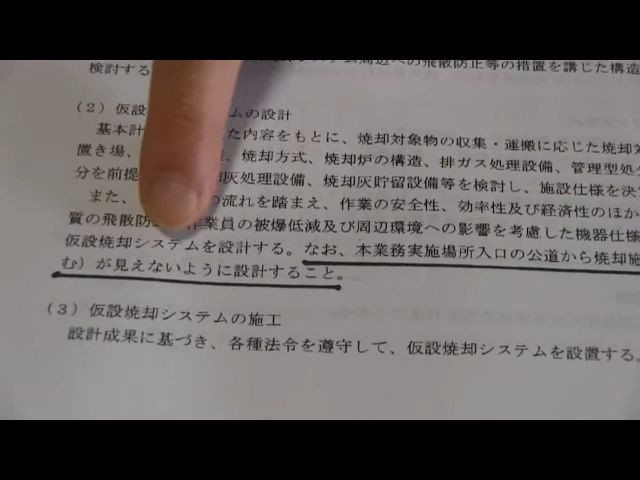 ステム周辺への飛散防止等の措置を講じた構造
検討する
(2)仮設 ステムの設計
基本計 た内容をもとに、焼却対象物の収集・運搬に応じた焼却対
置き場、 、焼却方式、焼却炉の構造、排ガス処理設備、管理型処分
分を前提 却灰処理設備、焼却灰貯留設備等を検討し、施設仕様を決
また、 の流れを踏まえ、作業の安全性、効率性及び経済性のほか
質の飛散防 作業員の被爆低減及び周辺環境への影響を考慮した機器仕様
仮設焼却システムを設計する。なお、本業務実施場所入口の公道から焼却施
む)が見えないように設計すること。
(3)仮設焼却システムの施工
設計成果に基づき、各種法令を遵守して、仮設焼却システムを設置する。